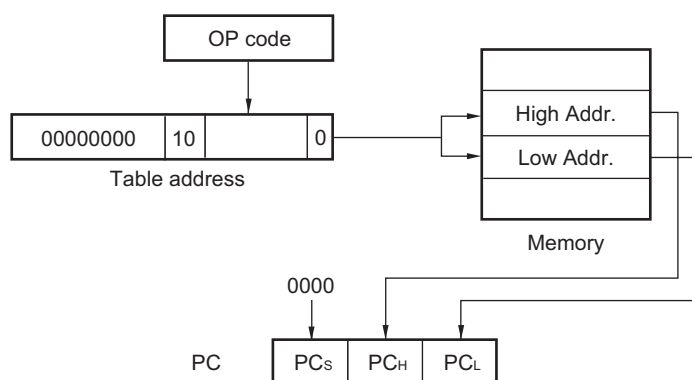 OP code
00000000 10 0
Table address
High Addr.
Low Addr.
Memory
0000
PC PCS PCH PCL